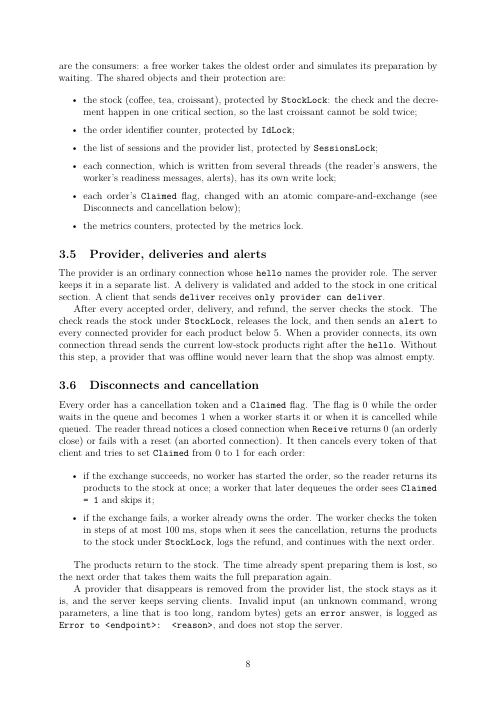 are the consumers: a free worker takes the oldest order and simulates its preparation by
waiting. The shared objects and their protection are:
• the stock (coffee, tea, croissant), protected by StockLock: the check and the decre-
ment happen in one critical section, so the last croissant cannot be sold twice;
• the order identifier counter, protected by IdLock;
• the list of sessions and the provider list, protected by SessionsLock;
• each connection, which is written from several threads (the reader's answers, the
worker's readiness messages, alerts), has its own write lock;
• each order's Claimed flag, changed with an atomic compare-and-exchange (see
Disconnects and cancellation below);
• the metrics counters, protected by the metrics lock.
3.5 Provider, deliveries and alerts
The provider is an ordinary connection whose hello names the provider role. The server
keeps it in a separate list. A delivery is validated and added to the stock in one critical
section. A client that sends deliver receives only provider can deliver.
After every accepted order, delivery, and refund, the server checks the stock. The
check reads the stock under StockLock, releases the lock, and then sends an alert to
every connected provider for each product below 5. When a provider connects, its own
connection thread sends the current low-stock products right after the hello. Without
this step, a provider that was offline would never learn that the shop was almost empty.
3.6 Disconnects and cancellation
Every order has a cancellation token and a Claimed flag. The flag is 0 while the order
waits in the queue and becomes 1 when a worker starts it or when it is cancelled while
queued. The reader thread notices a closed connection when Receive returns 0 (an orderly
close) or fails with a reset (an aborted connection). It then cancels every token of that
client and tries to set Claimed from 0 to 1 for each order:
• if the exchange succeeds, no worker has started the order, so the reader returns its
products to the stock at once; a worker that later dequeues the order sees Claimed
= 1 and skips it;
• if the exchange fails, a worker already owns the order. The worker checks the token
in steps of at most 100 ms, stops when it sees the cancellation, returns the products
to the stock under StockLock, logs the refund, and continues with the next order.
The products return to the stock. The time already spent preparing them is lost, so
the next order that takes them waits the full preparation again.
A provider that disappears is removed from the provider list, the stock stays as it
is, and the server keeps serving clients. Invalid input (an unknown command, wrong
parameters, a line that is too long, random bytes) gets an error answer, is logged as
Error to <endpoint>: <reason>, and does not stop the server.
8